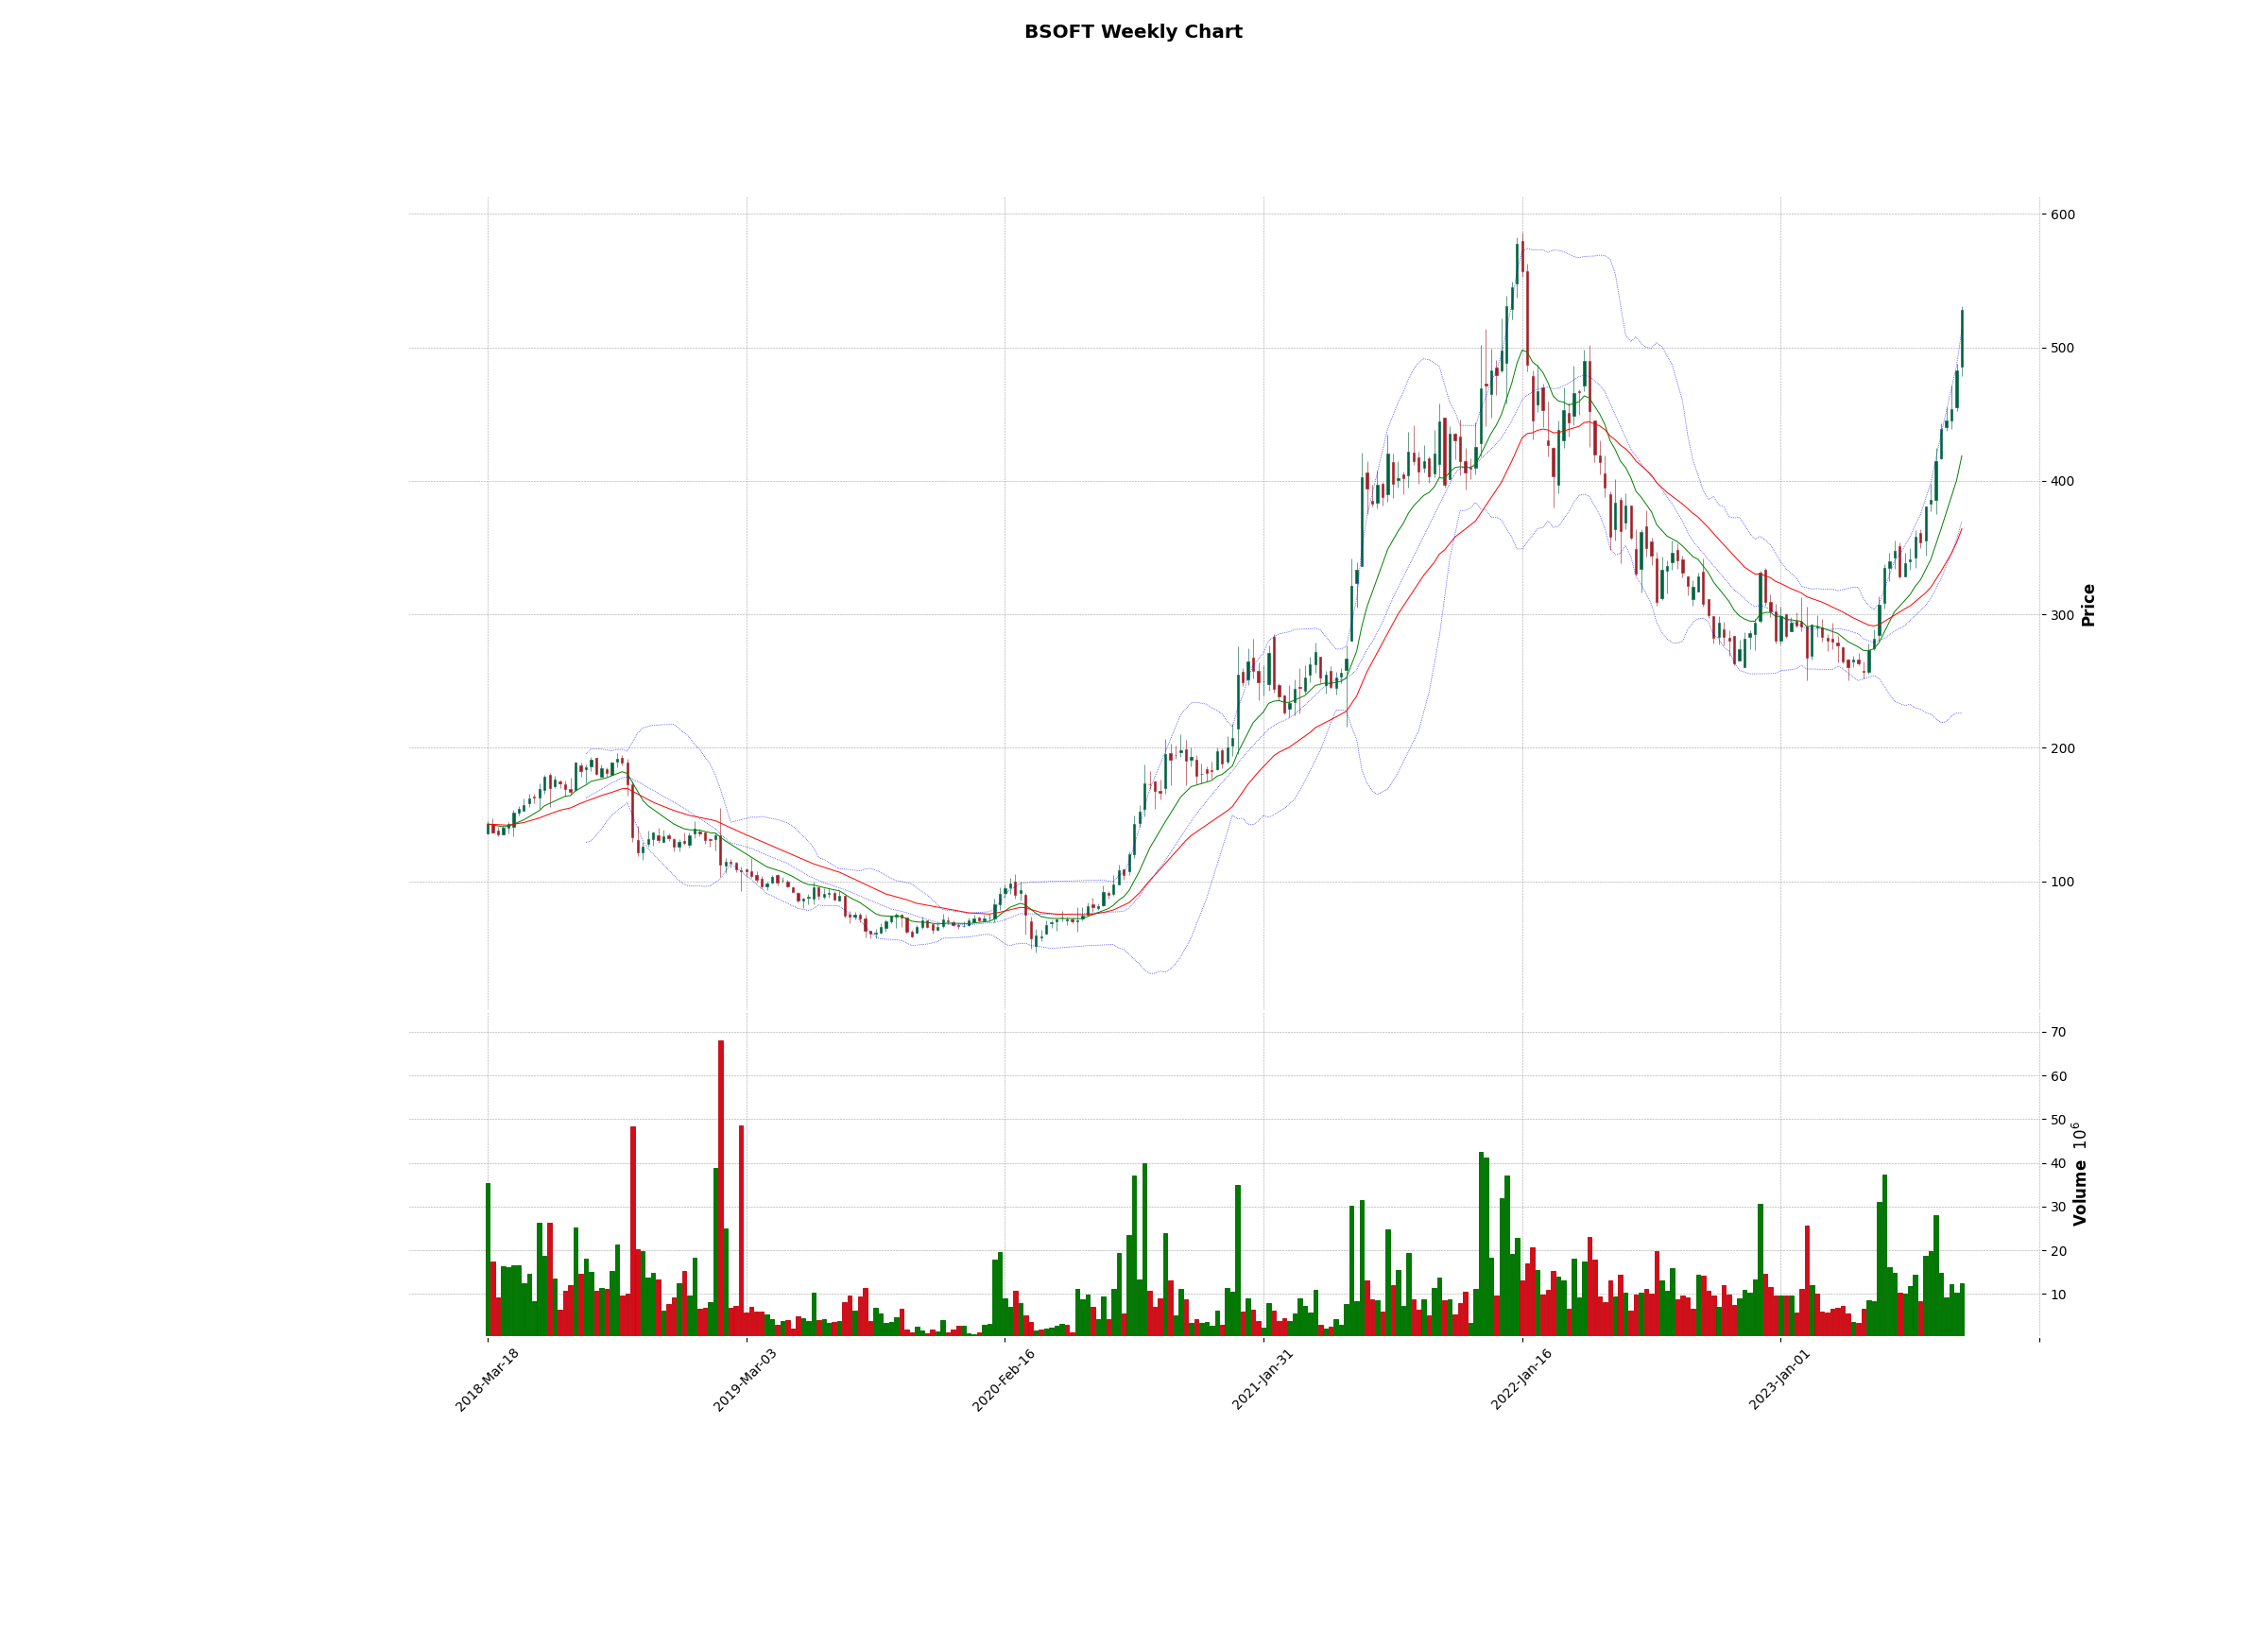 BSOFT Weekly Chart
600
500
400
300
200
100
Price
70
60
50
40
30
20
10
Volume 10^6
2018-Mar-18
2019-Mar-03
2020-Feb-16
2021-Jan-31
2022-Jan-16
2023-Jan-01